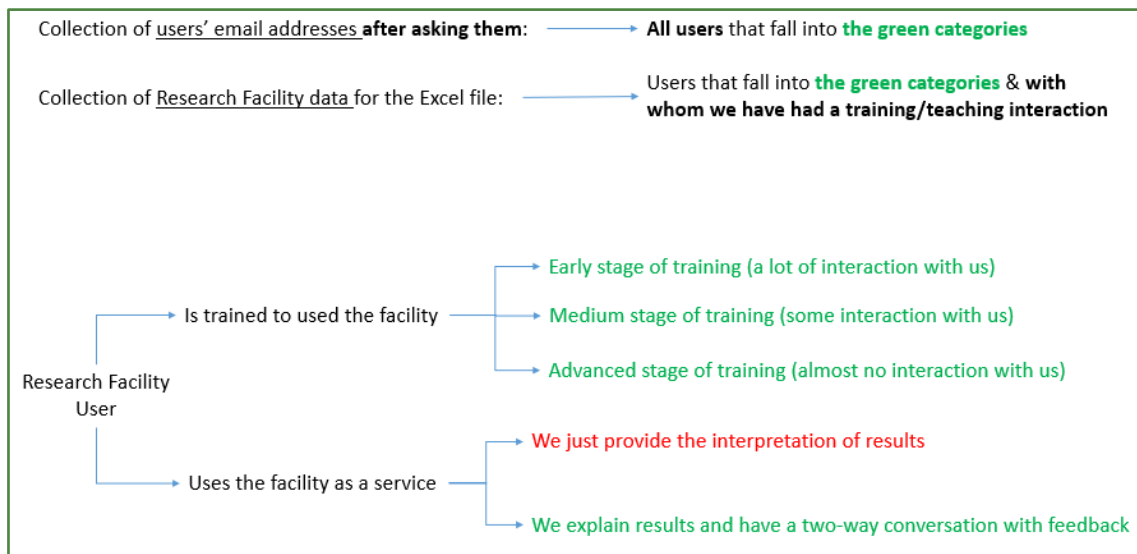 Collection of users' email addresses after asking them:
All users that fall into the green categories
Collection of Research Facility data for the Excel file:
Users that fall into the green categories & with
whom we have had a training/teaching interaction
Early stage of training (a lot of interaction with us)
Is trained to used the facility
Medium stage of training (some interaction with us)
Advanced stage of training (almost no interaction with us)
Research Facility
User
We just provide the interpretation of results
Uses the facility as a service
We explain results and have a two-way conversation with feedback